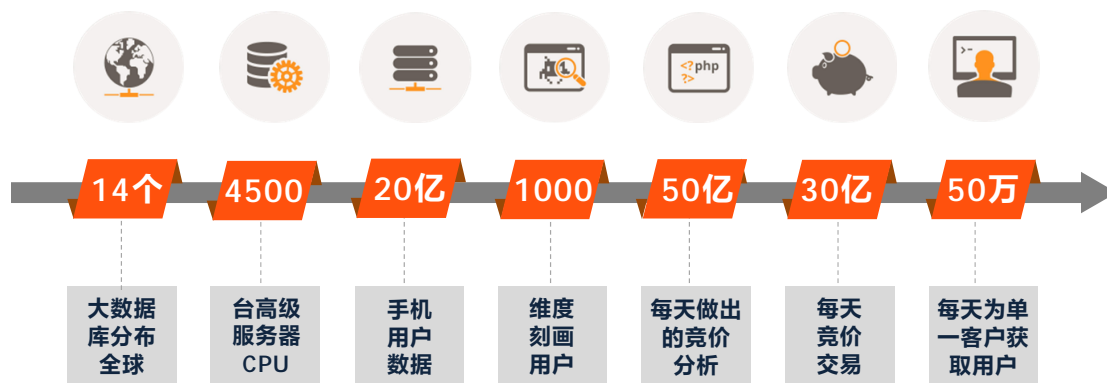 <?php
?>
>-
14个
4500
20亿
1000
50亿
30亿
50万
大数据
库分布
全球
台高级
服务器
CPU
手机
用户
数据
维度
刻画
用户
每天做出
的竞价
分析
每天
竞价
交易
每天为单
一客户获
取用户